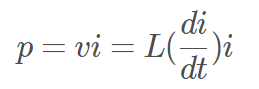 p = vi = L(di/dt)i